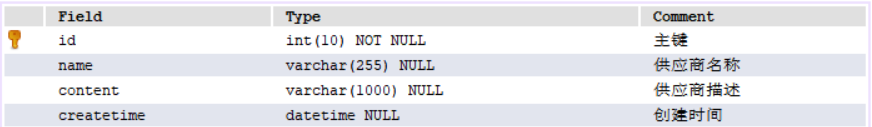 Field Type Comment
id int(10) NOT NULL 主键
name varchar(255) NULL 供应商名称
content varchar(1000) NULL 供应商描述
createtime datetime NULL 创建时间